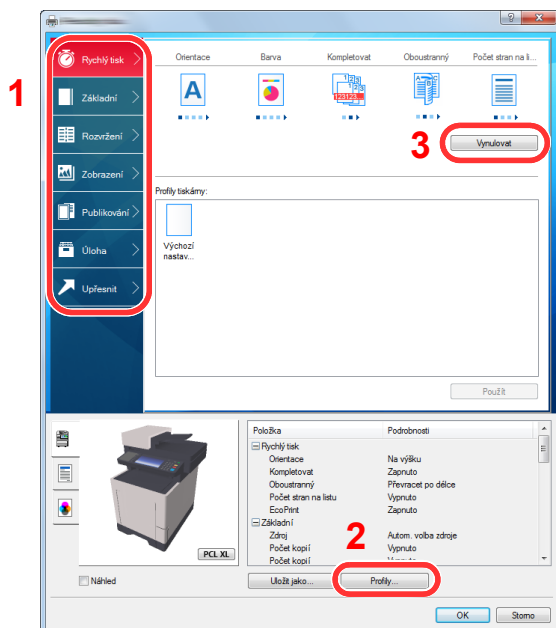 1
Rychlý tisk
Základní
Rozvržení
Zobrazení
Publikování
Úloha
Upřesnit
Orientace Barva Kompletovat Oboustranný Počet stran na li...
A
123
123123
A B C
3
Vynulovat
Profily tiskárny:
Výchozí
nastav...
Použít
Položka Podrobnosti
Rychlý tisk
Orientace Na výšku
Kompletovat Zapnuto
Oboustranný Převracet po délce
Počet stran na listu Vypnuto
EcoPrint Zapnuto
Základní
Zdroj Autom. volba zdroje
Počet kopií Vypnuto
Počet kopií Vypnuto
2
PCL XL
Náhled
Uložit jako... Profily...
OK Storno